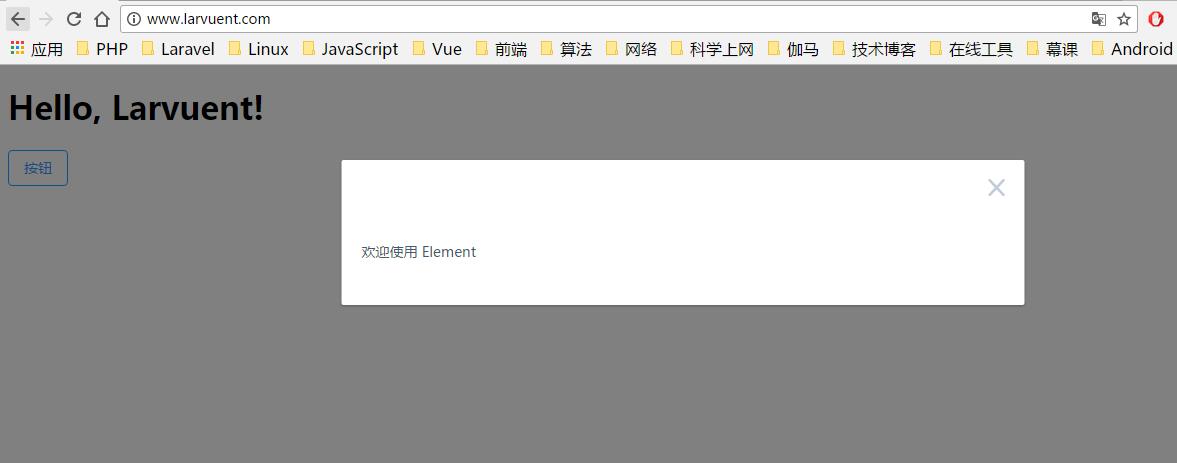 www.larvuent.com
应用 PHP Laravel Linux JavaScript Vue 前端 算法 网络 科学上网 伽马 技术博客 在线工具 幕课 Android
Hello, Larvuent!
按钮
欢迎使用 Element